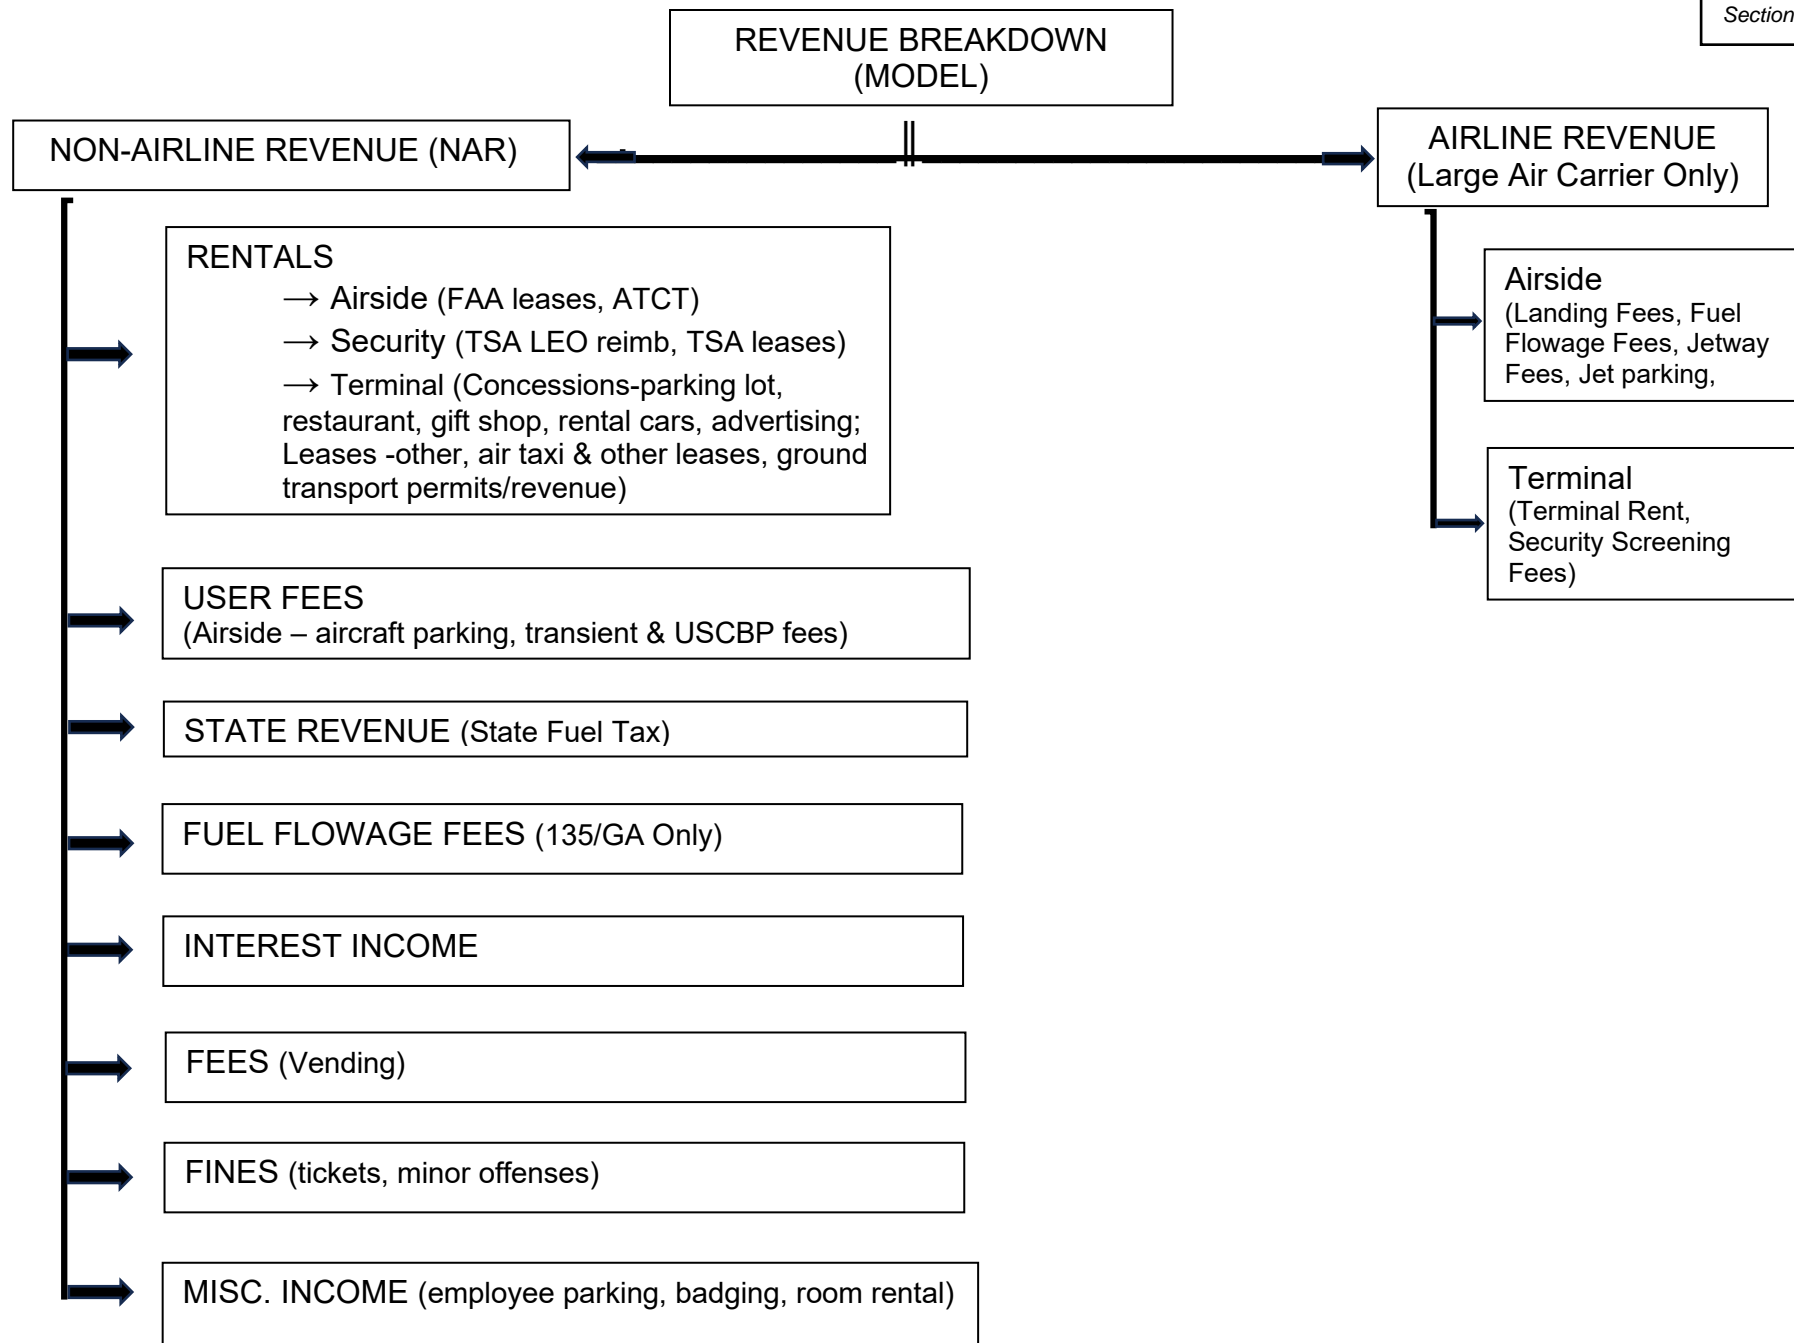 Section
REVENUE BREAKDOWN
(MODEL)
NON-AIRLINE REVENUE (NAR)
AIRLINE REVENUE
(Large Air Carrier Only)
RENTALS
→ Airside (FAA leases, ATCT)
→ Security (TSA LEO reimb, TSA leases)
→ Terminal (Concessions-parking lot,
restaurant, gift shop, rental cars, advertising;
Leases -other, air taxi & other leases, ground
transport permits/revenue)
Airside
(Landing Fees, Fuel
Flowage Fees, Jetway
Fees, Jet parking,
Terminal
(Terminal Rent,
Security Screening
Fees)
USER FEES
(Airside – aircraft parking, transient & USCBP fees)
STATE REVENUE (State Fuel Tax)
FUEL FLOWAGE FEES (135/GA Only)
INTEREST INCOME
FEES (Vending)
FINES (tickets, minor offenses)
MISC. INCOME (employee parking, badging, room rental)